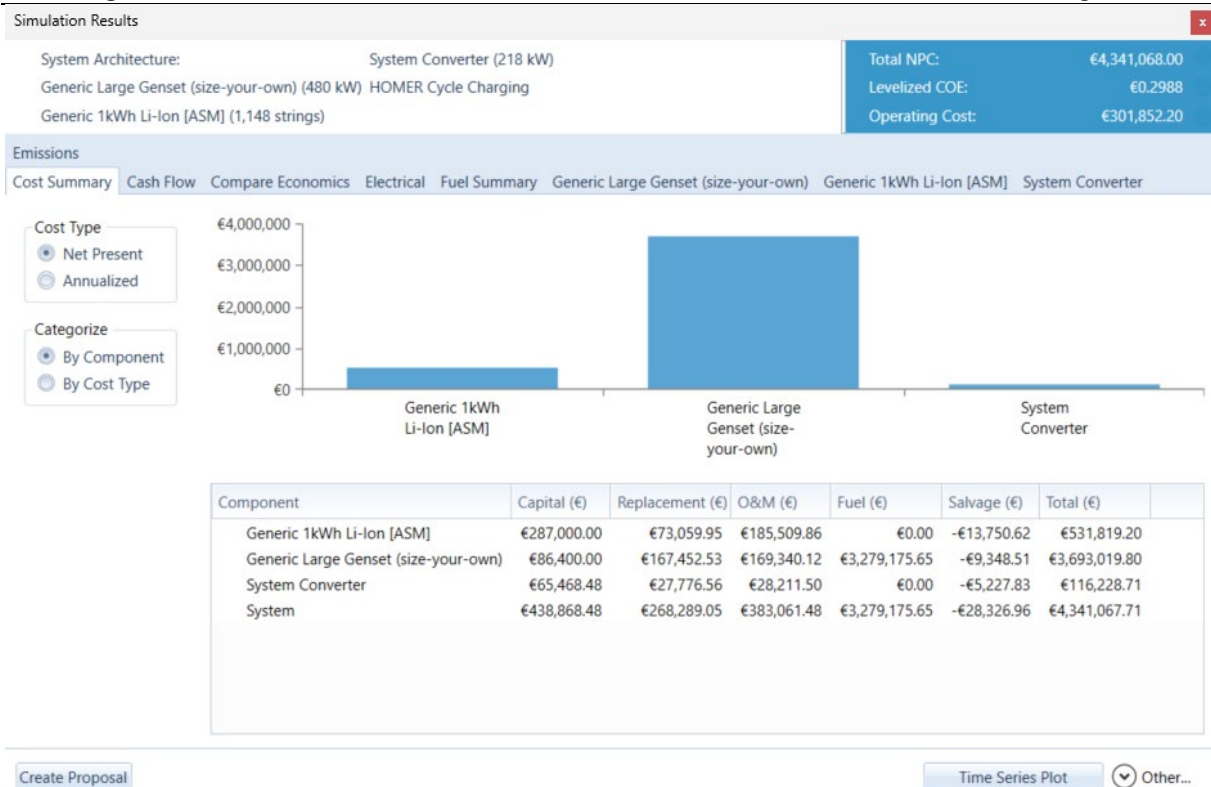 Simulation Results
x
System Architecture:
System Converter (218 kW)
Generic Large Genset (size-your-own) (480 kW)
HOMER Cycle Charging
Generic 1kWh Li-Ion [ASM] (1,148 strings)
Total NPC: €4,341,068.00
Levelized COE: €0.2988
Operating Cost: €301,852.20
Emissions
Cost Summary Cash Flow Compare Economics Electrical Fuel Summary Generic Large Genset (size-your-own) Generic 1kWh Li-Ion [ASM] System Converter
Cost Type
Net Present
Annualized
Categorize
By Component
By Cost Type
€4,000,000
€3,000,000
€2,000,000
€1,000,000
€0
Generic 1kWh
Li-Ion [ASM]
Generic Large
Genset (size-
your-own)
System
Converter
Component Capital (€) Replacement (€) O&M (€) Fuel (€) Salvage (€) Total (€)
Generic 1kWh Li-Ion [ASM] €287,000.00 €73,059.95 €185,509.86 €0.00 -€13,750.62 €531,819.20
Generic Large Genset (size-your-own) €86,400.00 €167,452.53 €169,340.12 €3,279,175.65 -€9,348.51 €3,693,019.80
System Converter €65,468.48 €27,776.56 €28,211.50 €0.00 -€5,227.83 €116,228.71
System €438,868.48 €268,289.05 €383,061.48 €3,279,175.65 -€28,326.96 €4,341,067.71
Create Proposal
Time Series Plot
Other...